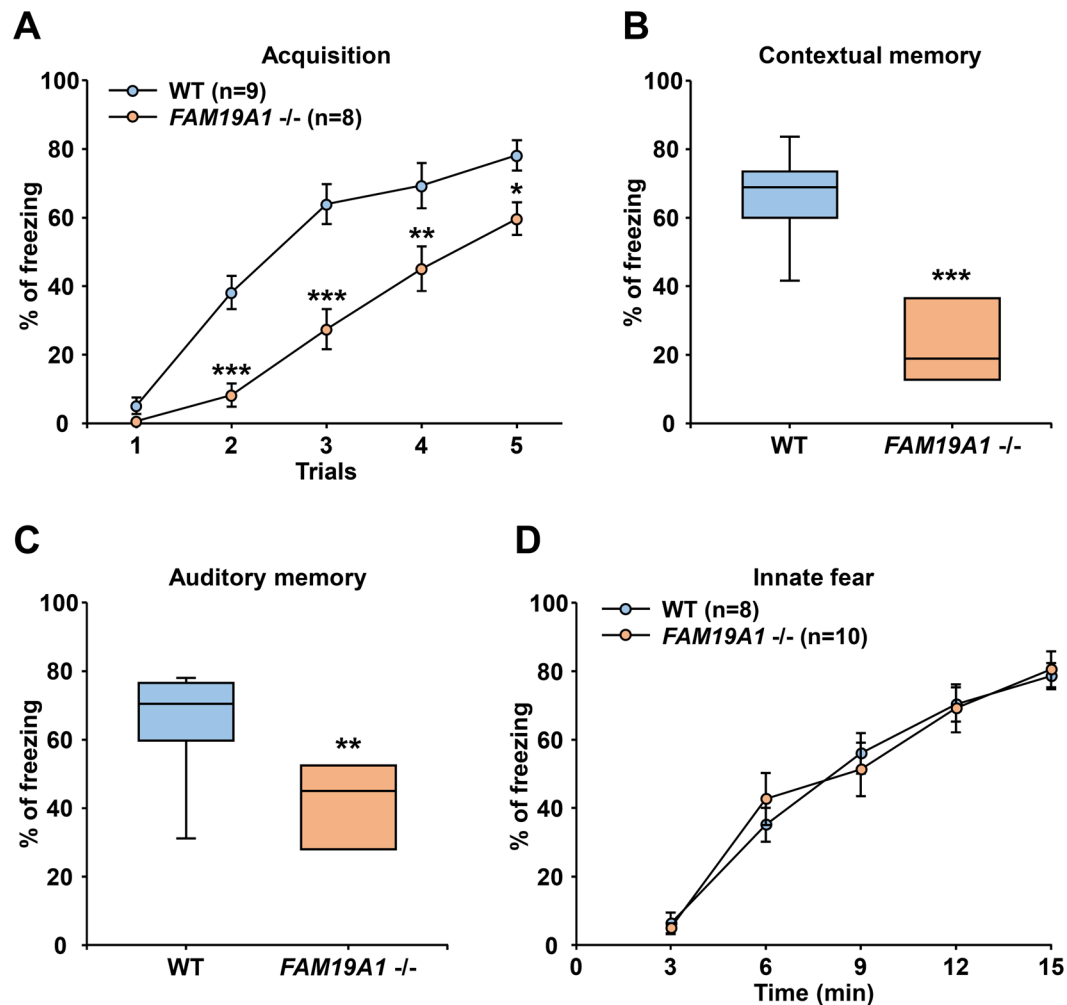 A
Acquisition
WT (n=9)
FAM19A1 -/- (n=8)
% of freezing
100
80
60
40
20
0
***
***
**
*
1 2 3 4 5
Trials
B
Contextual memory
% of freezing
100
80
60
40
20
0
***
WT FAM19A1 -/-
C
Auditory memory
% of freezing
100
80
60
40
20
0
**
WT FAM19A1 -/-
D
Innate fear
WT (n=8)
FAM19A1 -/- (n=10)
% of freezing
100
80
60
40
20
0
0 3 6 9 12 15
Time (min)